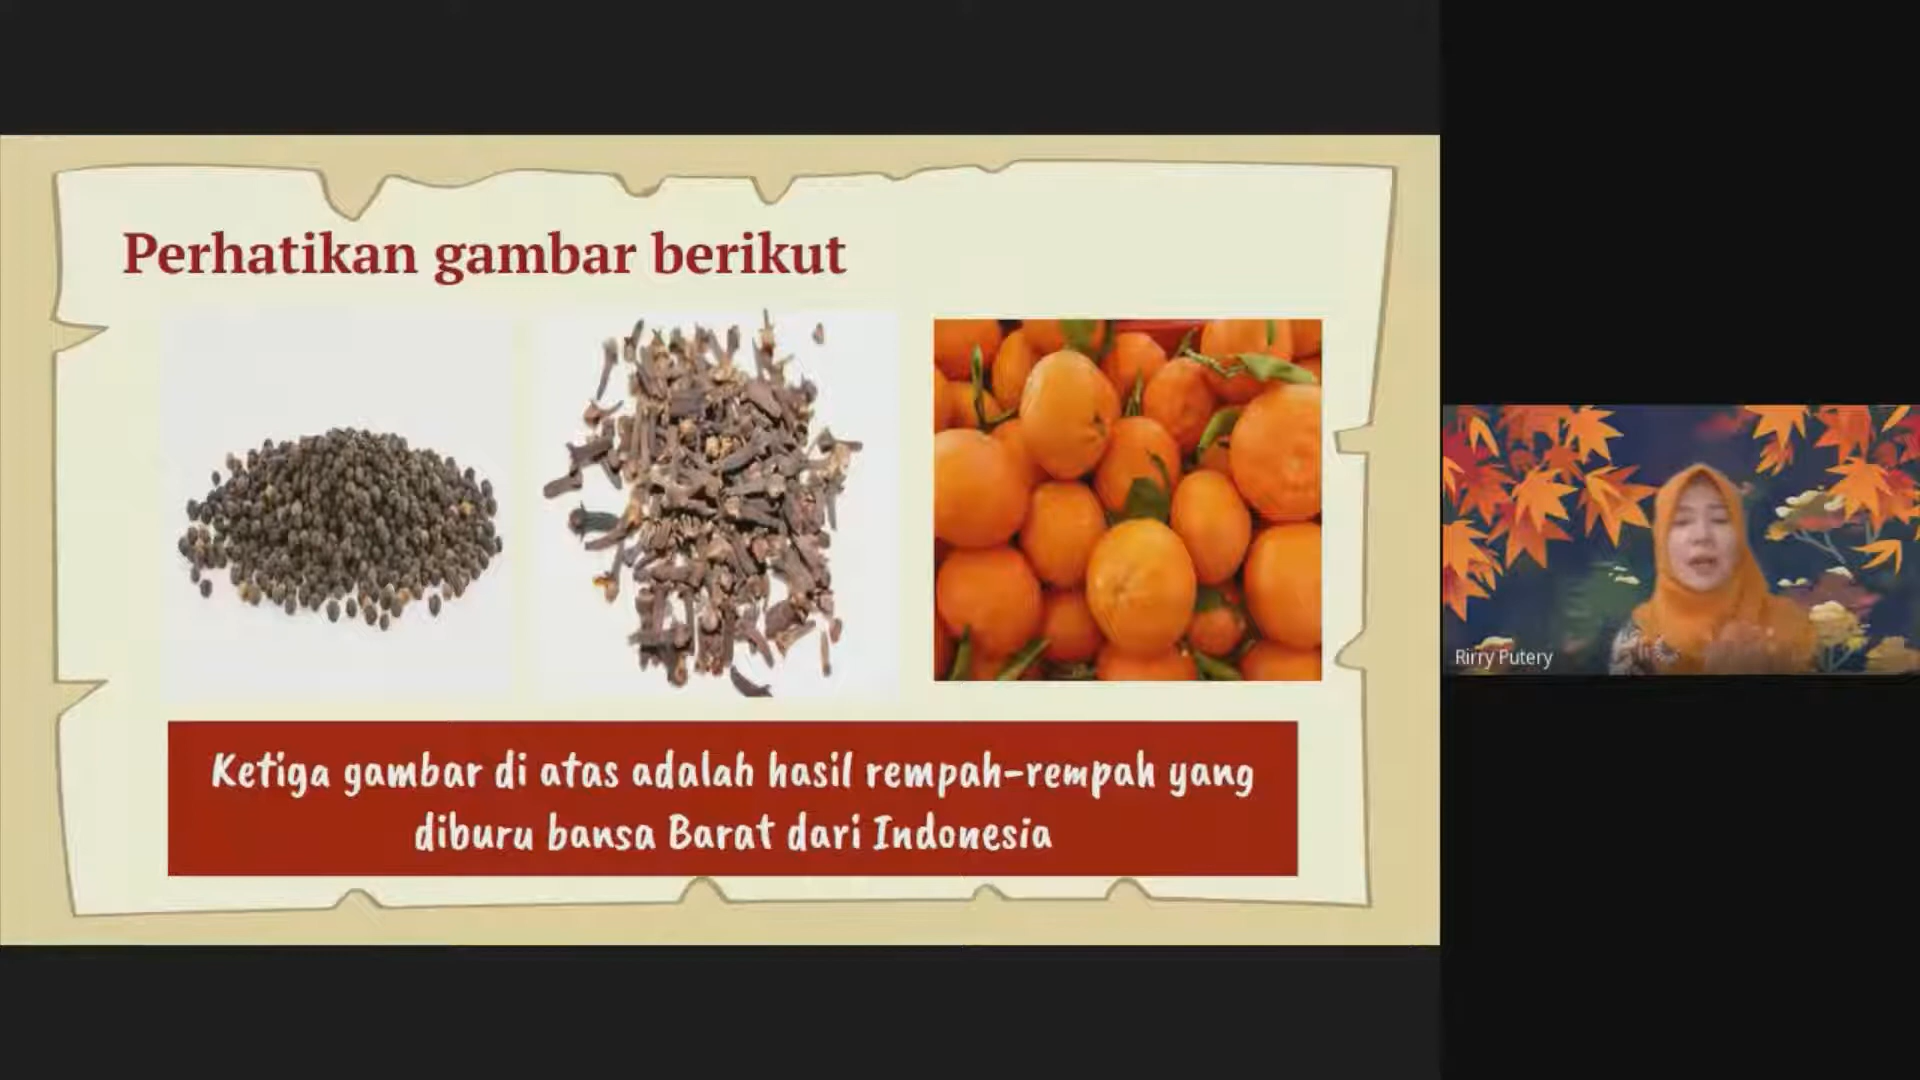 Perhatikan gambar berikut
Ketiga gambar di atas adalah hasil rempah-rempah yang
diburu bansa Barat dari Indonesia
Rirry Putery